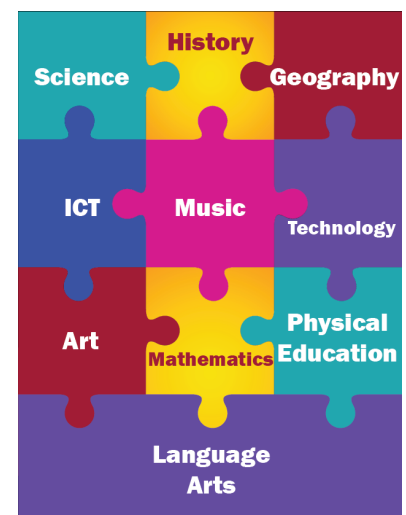 History
Science
Geography
ICT
Music
Technology
Art
Mathematics
Physical
Education
Language
Arts